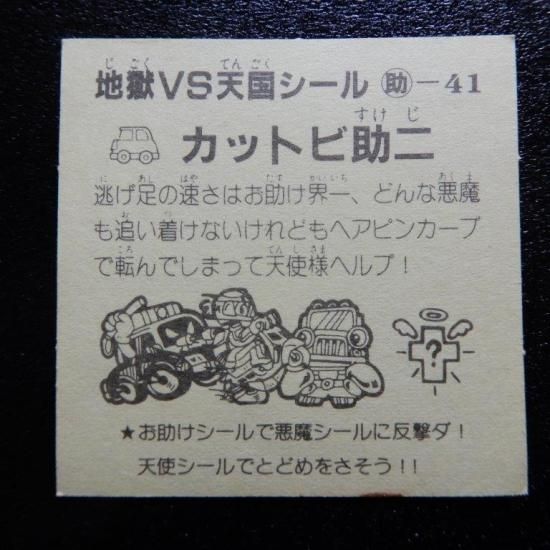 地獄VS天国シール 助-41
カットビ助二
逃げ足の速さはお助け界一、どんな悪魔
も追い着けないけれどもヘアピンカーブ
で転んでしまって天使様ヘルプ！
?
★お助けシールで悪魔シールに反撃ダ！
天使シールでとどめをさそう！！